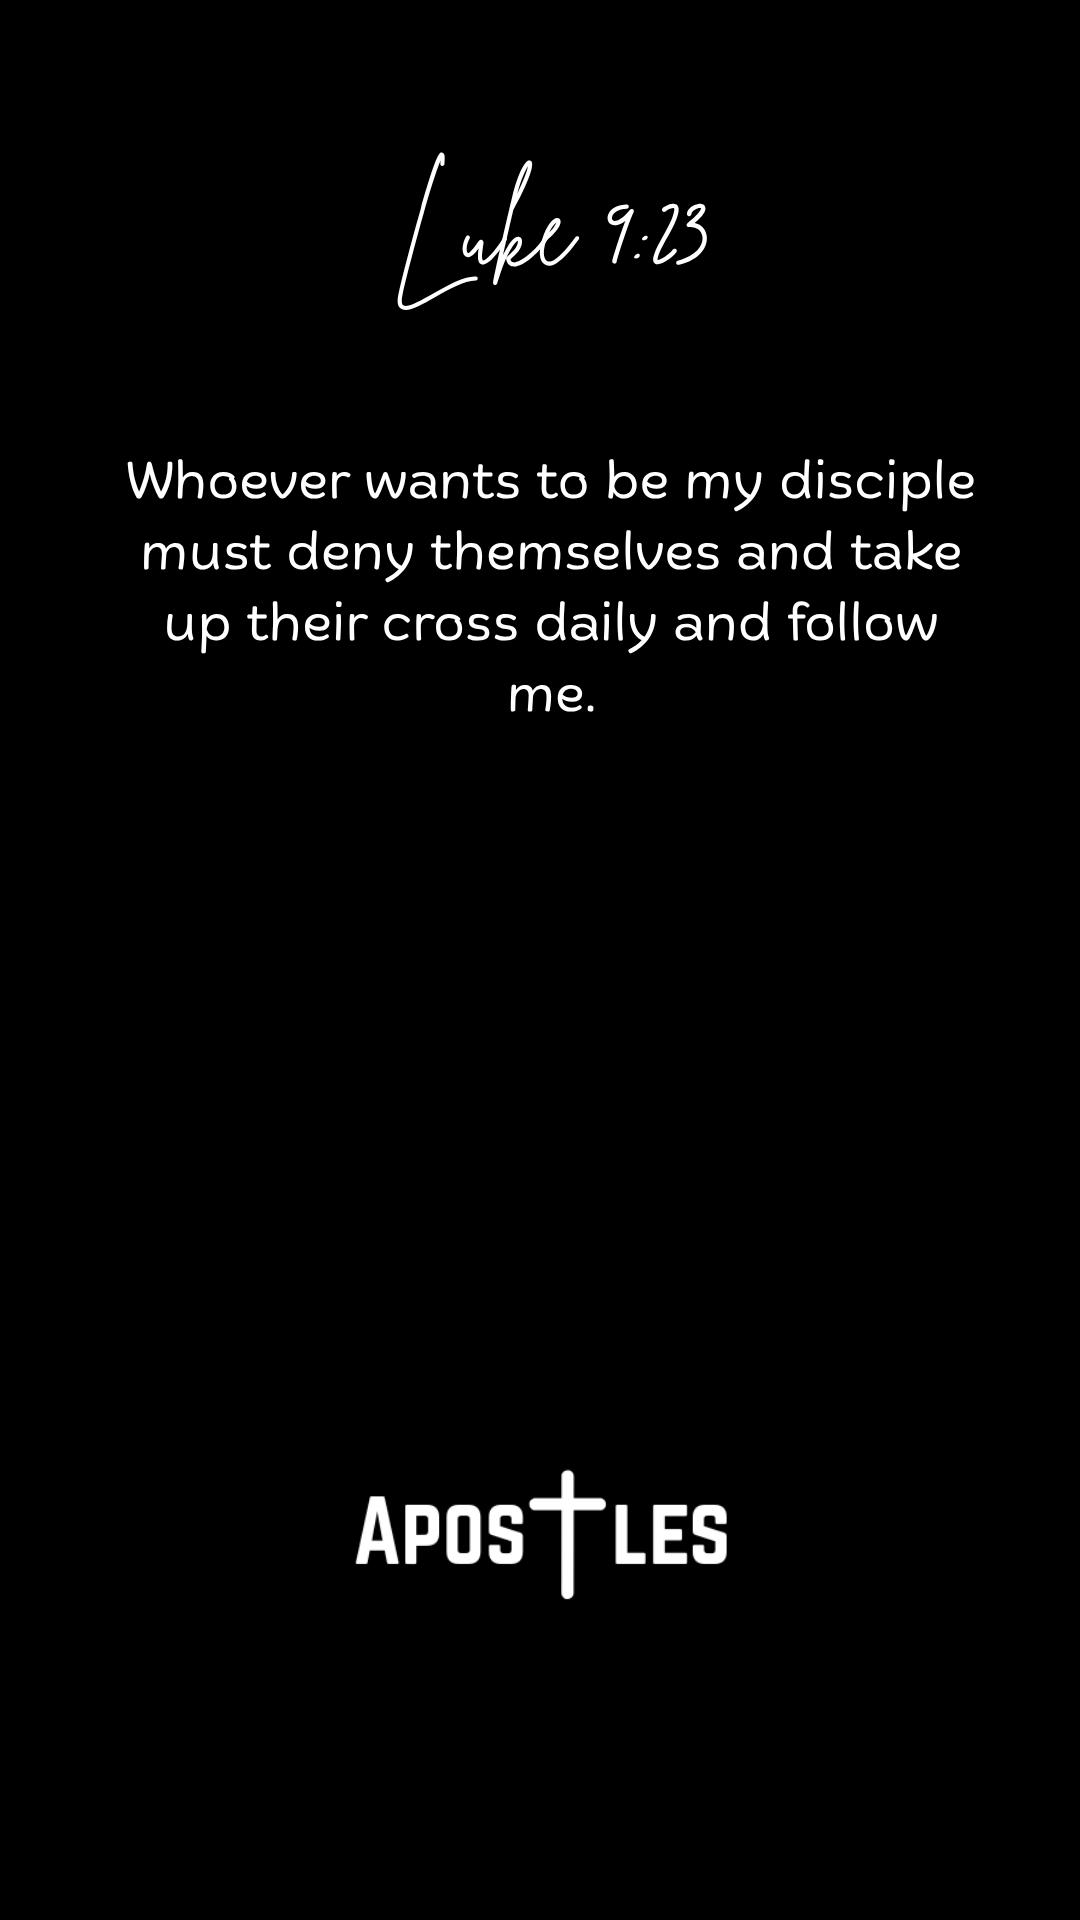 Luke 9:23
Whoever wants to be my disciple
must deny themselves and take
up their cross daily and follow
me.
APOSTLES